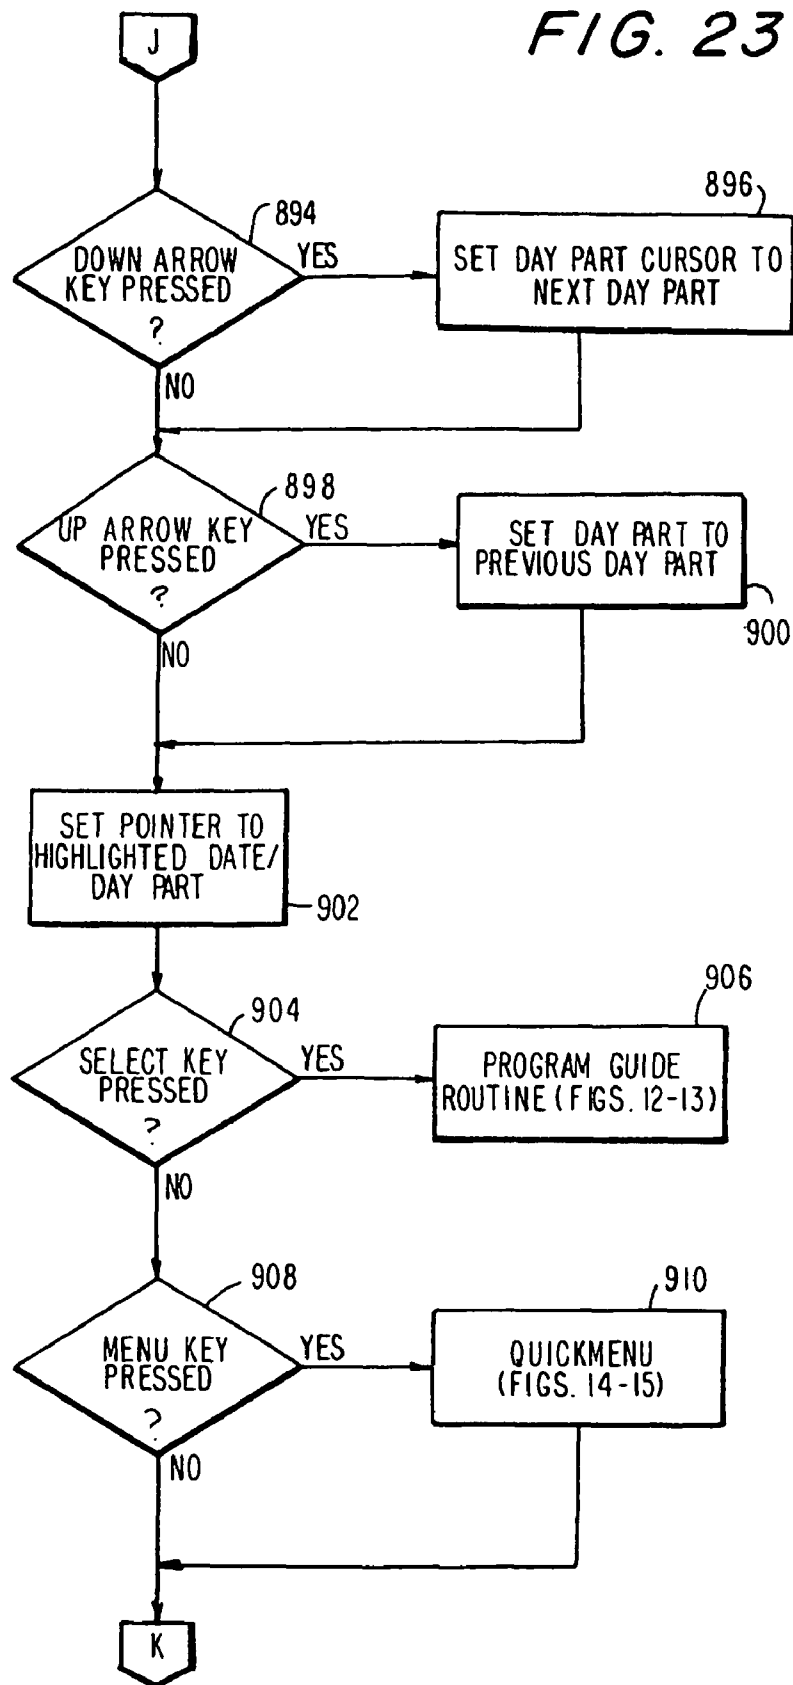 FIG. 23
J
894
DOWN ARROW
KEY PRESSED
?
YES
NO
896
SET DAY PART CURSOR TO
NEXT DAY PART
898
UP ARROW KEY
PRESSED
?
YES
NO
SET DAY PART TO
PREVIOUS DAY PART
900
SET POINTER TO
HIGHLIGHTED DATE/
DAY PART
902
904
SELECT KEY
PRESSED
?
YES
NO
906
PROGRAM GUIDE
ROUTINE (FIGS. 12-13)
908
MENU KEY
PRESSED
?
YES
NO
910
QUICKMENU
(FIGS. 14-15)
K